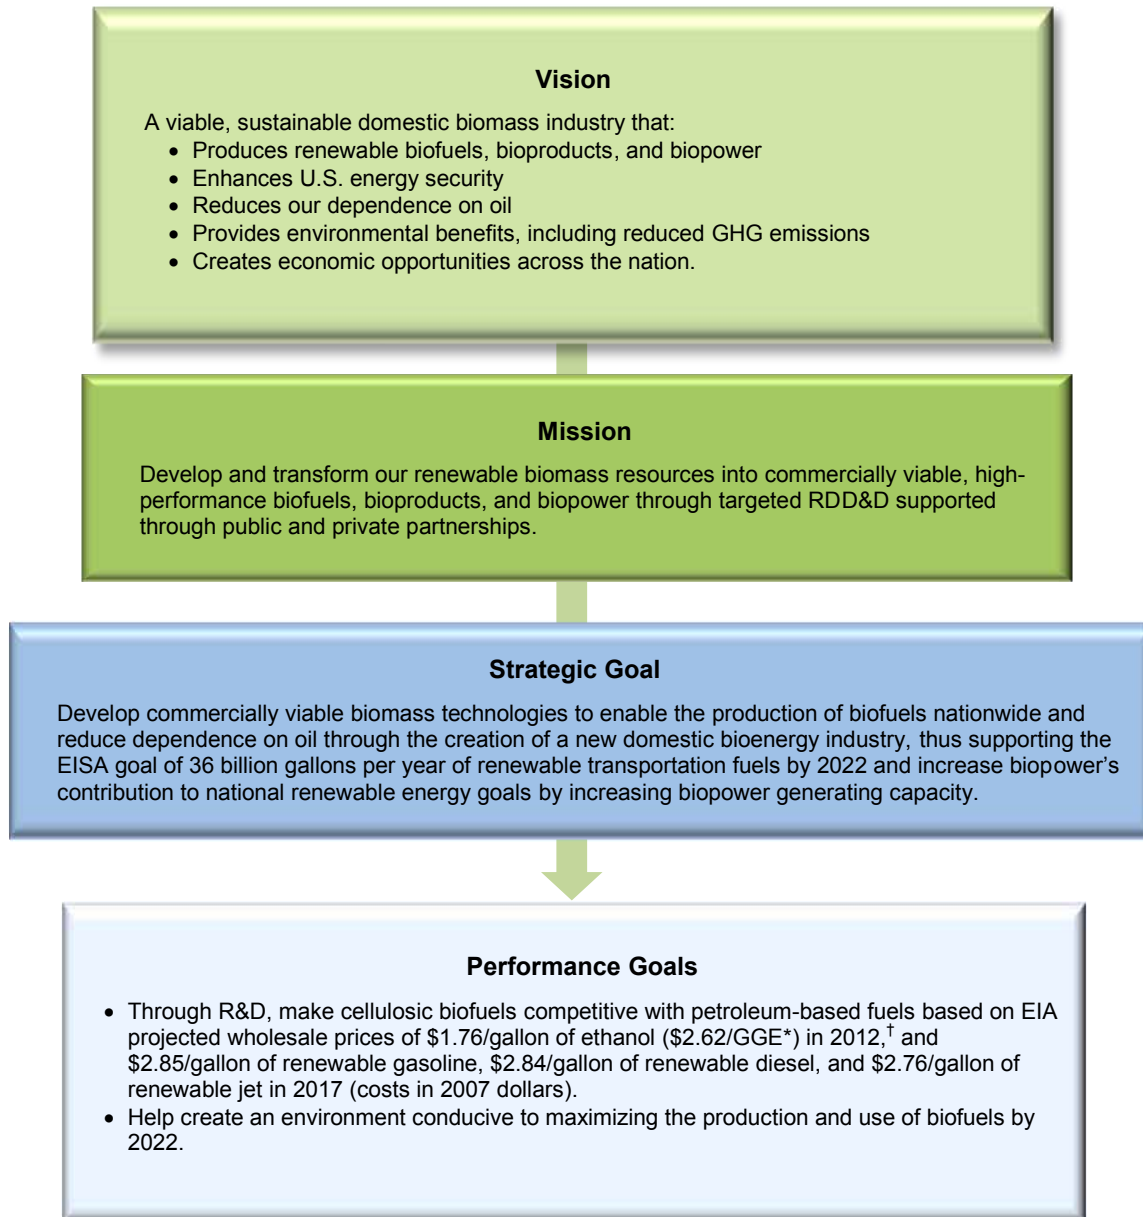 Vision
A viable, sustainable domestic biomass industry that:
• Produces renewable biofuels, bioproducts, and biopower
• Enhances U.S. energy security
• Reduces our dependence on oil
• Provides environmental benefits, including reduced GHG emissions
• Creates economic opportunities across the nation.
Mission
Develop and transform our renewable biomass resources into commercially viable, high-
performance biofuels, bioproducts, and biopower through targeted RDD&D supported
through public and private partnerships.
Strategic Goal
Develop commercially viable biomass technologies to enable the production of biofuels nationwide and
reduce dependence on oil through the creation of a new domestic bioenergy industry, thus supporting the
EISA goal of 36 billion gallons per year of renewable transportation fuels by 2022 and increase biopower’s
contribution to national renewable energy goals by increasing biopower generating capacity.
Performance Goals
• Through R&D, make cellulosic biofuels competitive with petroleum-based fuels based on EIA
projected wholesale prices of $1.76/gallon of ethanol ($2.62/GGE*) in 2012,† and
$2.85/gallon of renewable gasoline, $2.84/gallon of renewable diesel, and $2.76/gallon of
renewable jet in 2017 (costs in 2007 dollars).
• Help create an environment conducive to maximizing the production and use of biofuels by
2022.